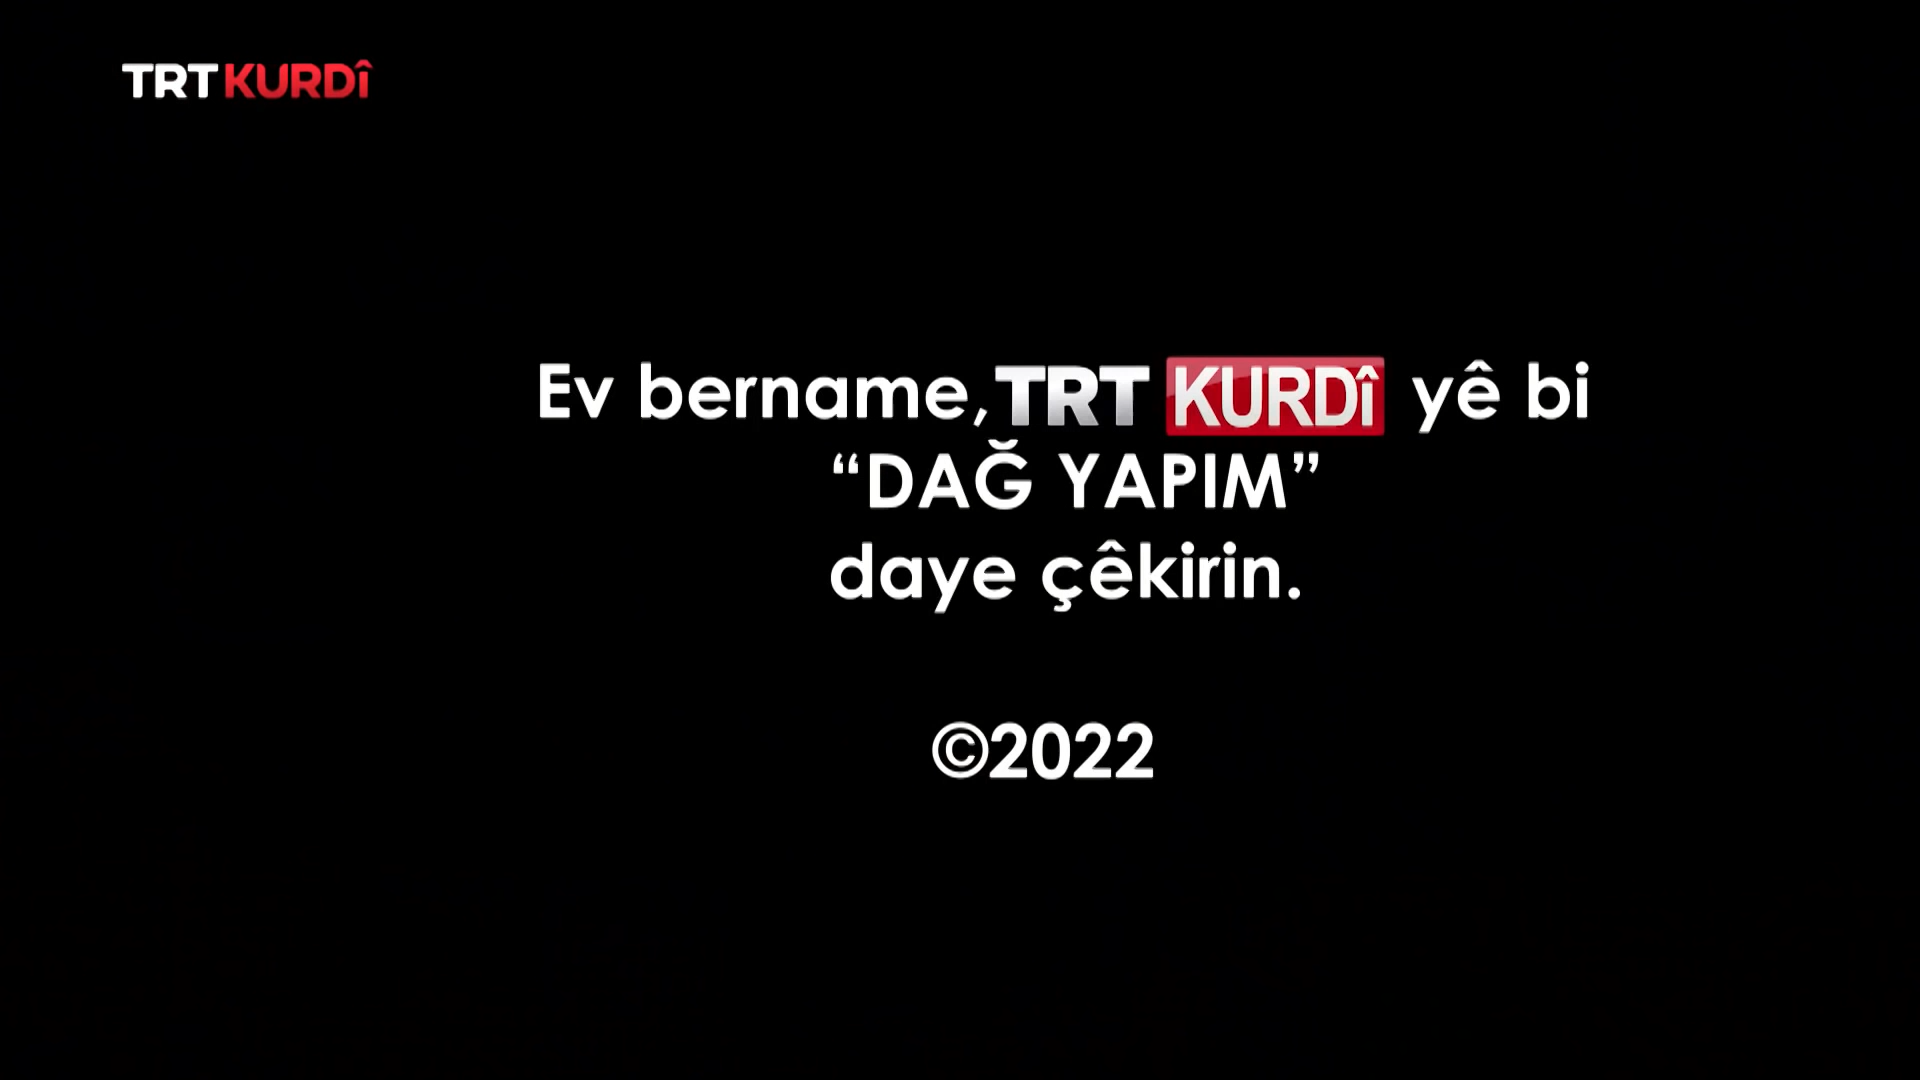 TRT KURDÎ
Ev bername, TRT KURDÎ yê bi
“DAĞ YAPIM”
daye çêkirin.
©2022